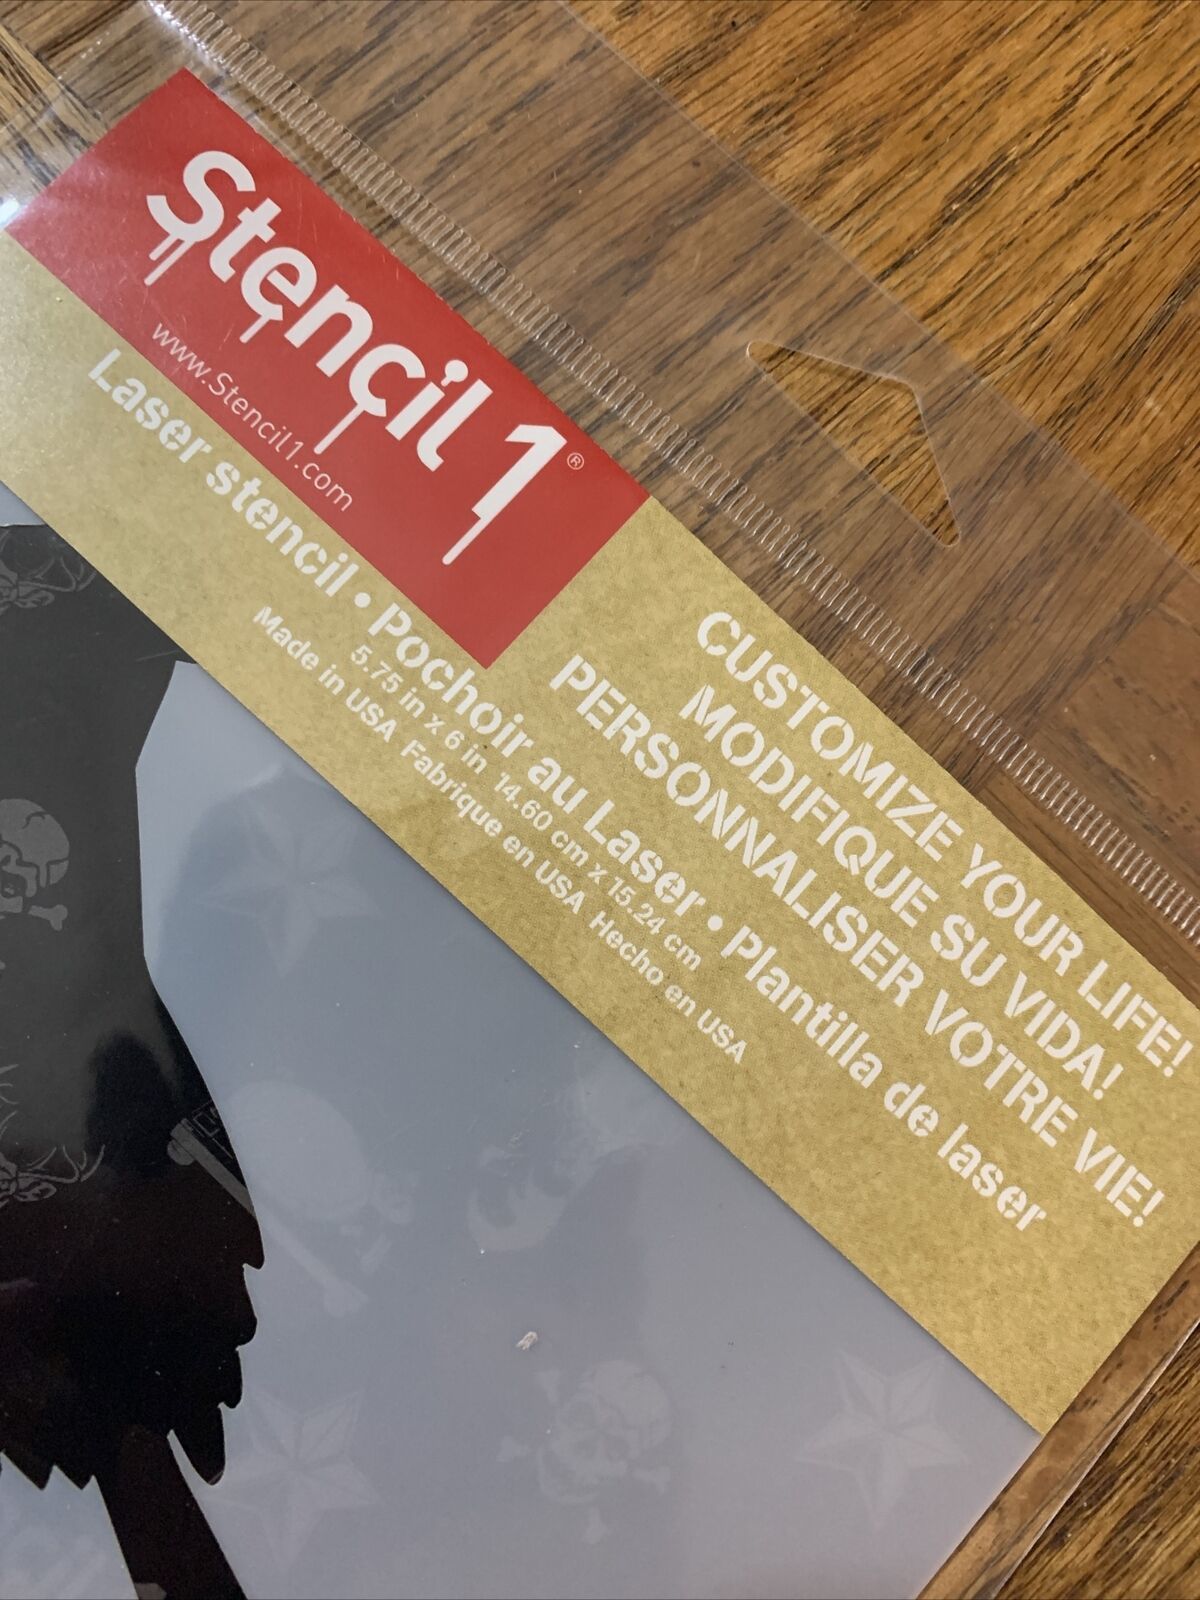 Stencil 1®
www.Stencil1.com
CUSTOMIZE YOUR LIFE!
MODIFIQUE SU VIDA!
PERSONNALISER VOTRE VIE!
Laser stencil • Pochoir au Laser • Plantilla de laser
5.75 in x 6 in 14.60 cm x 15.24 cm
Made in USA Fabrique en USA Hecho en USA